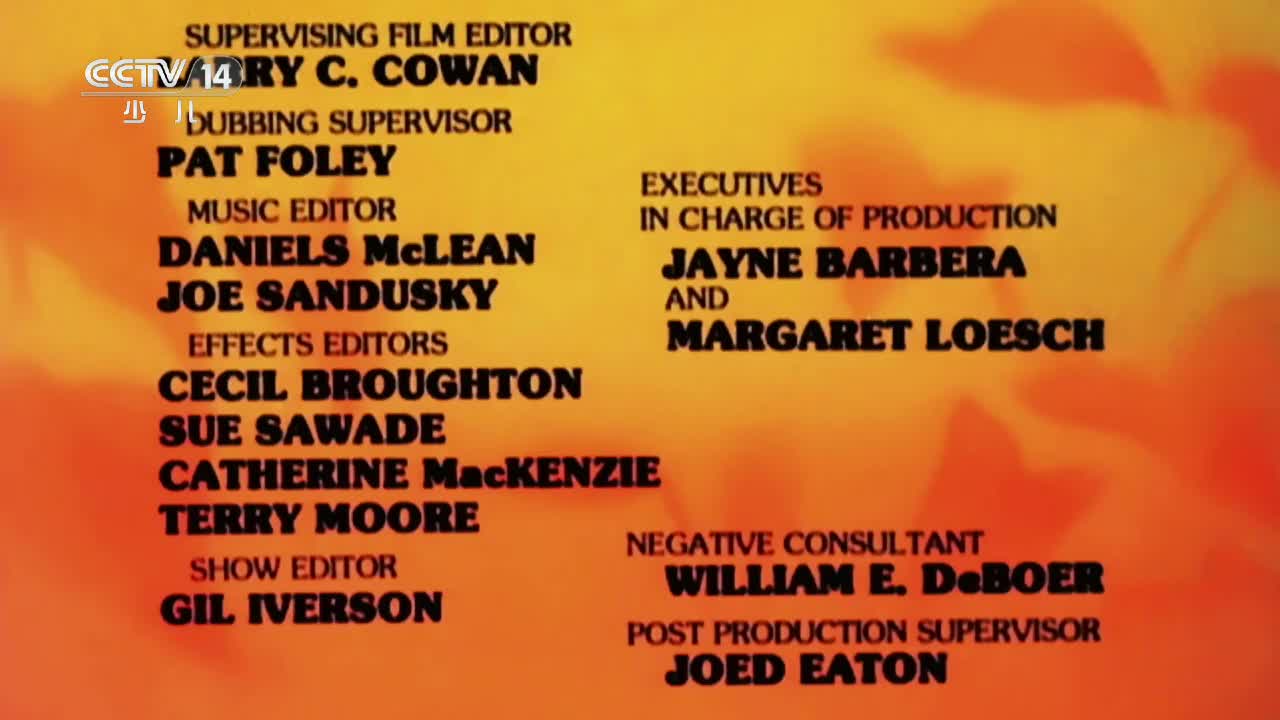 SUPERVISING FILM EDITOR
C. COWAN
CCTV 14
少儿
DUBBING SUPERVISOR
PAT FOLEY
MUSIC EDITOR
DANIELS McLEAN
JOE SANDUSKY
EFFECTS EDITORS
CECIL BROUGHTON
SUE SAWADE
CATHERINE MacKENZIE
TERRY MOORE
SHOW EDITOR
GIL IVERSON
EXECUTIVES
IN CHARGE OF PRODUCTION
JAYNE BARBERA
AND
MARGARET LOESCH
NEGATIVE CONSULTANT
WILLIAM E. DeBOER
POST PRODUCTION SUPERVISOR
JOED EATON